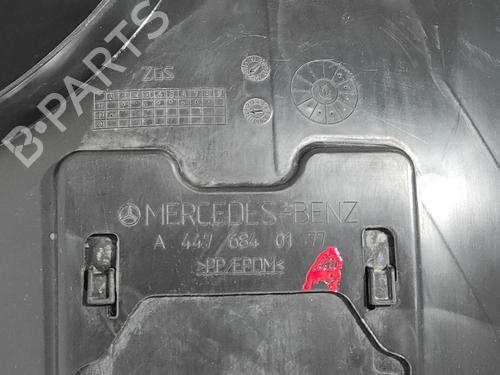 B-PARTS
ZGS
MERCEDES-BENZ
A 447 684 01 77
>PP/EPDM<